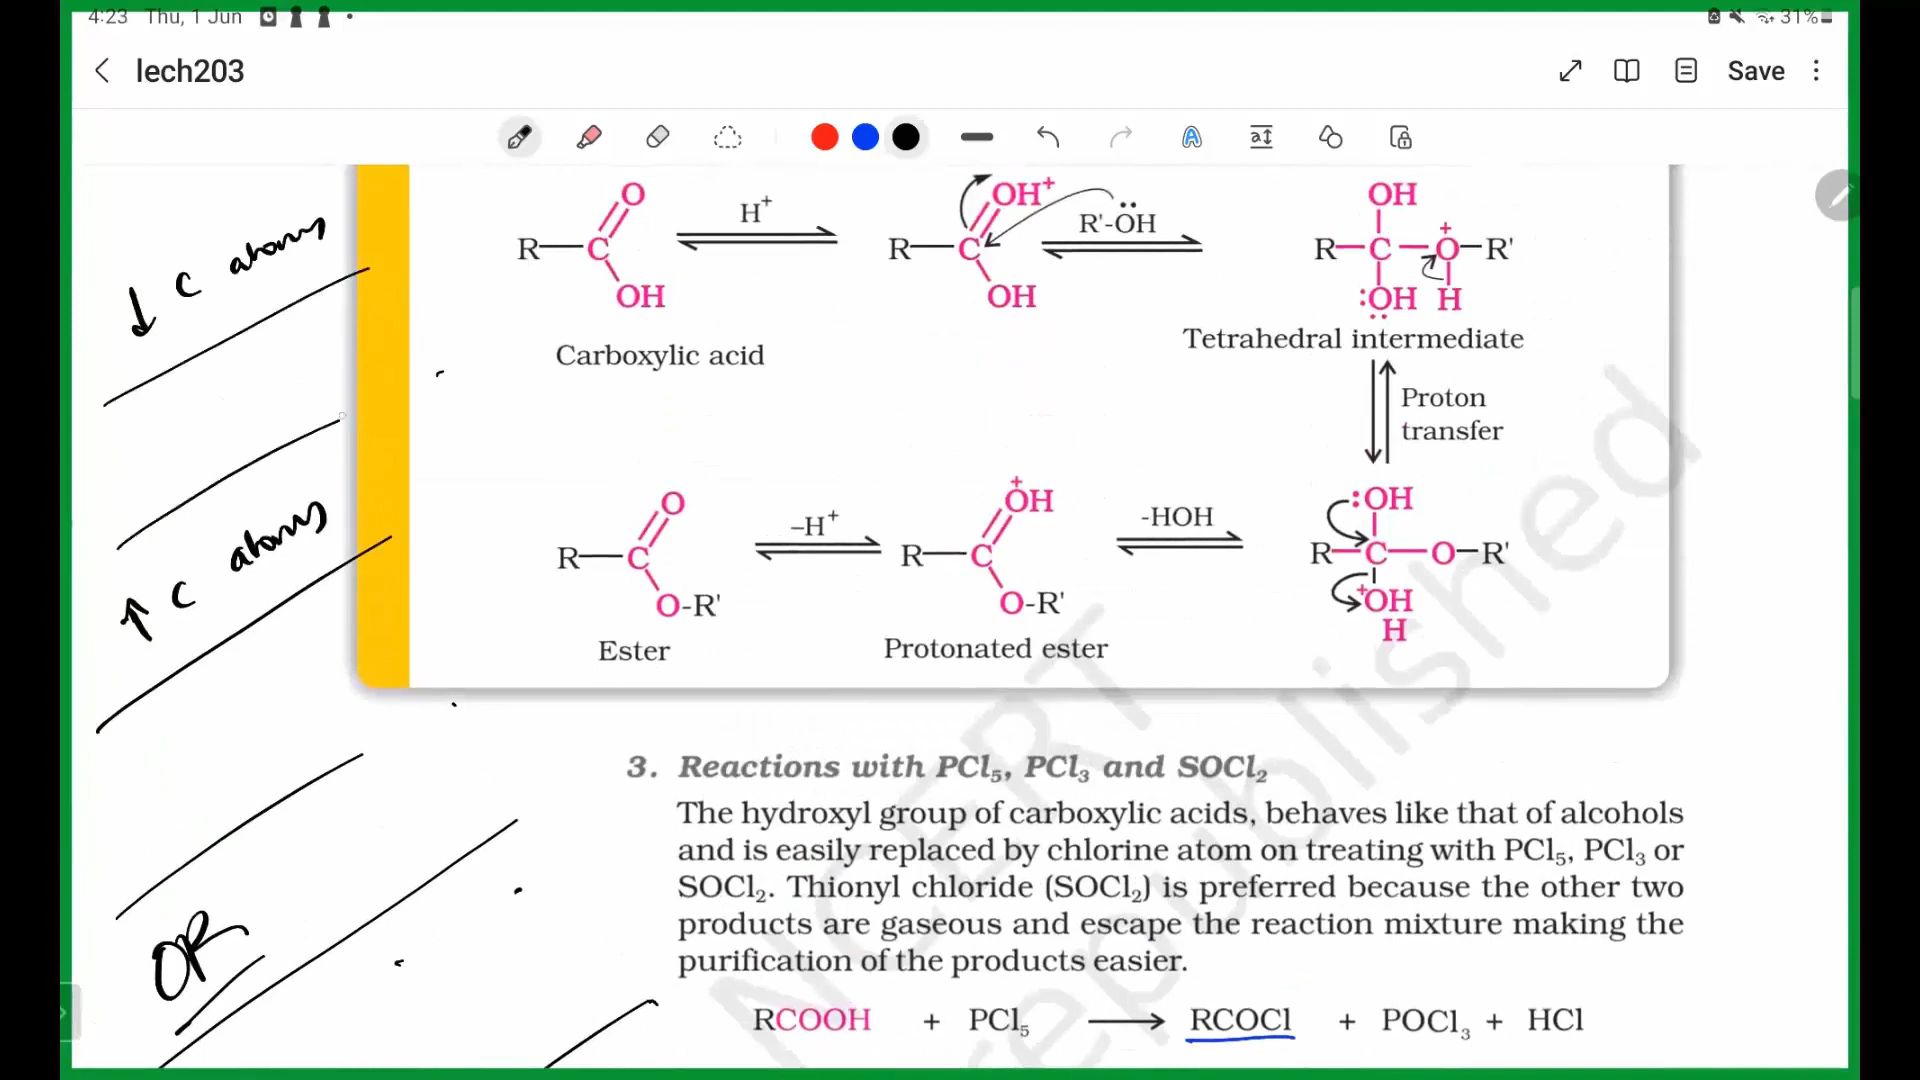 4:23 Thu, 1 Jun
31%
lech203
Save
↓ C atoms
↑ C atoms
OR
R—C
O
OH
H⁺
R—C
OH⁺
OH
R'-ÖH
OH
R—C—O⁺—R'
:OH H
Carboxylic acid
Tetrahedral intermediate
Proton
transfer
R—C
O
O-R'
–H⁺
R—C
⁺OH
O-R'
-HOH
:OH
R—C—O—R'
⁺OH
H
Ester
Protonated ester
3. Reactions with PCl₅, PCl₃ and SOCl₂
The hydroxyl group of carboxylic acids, behaves like that of alcohols
and is easily replaced by chlorine atom on treating with PCl₅, PCl₃ or
SOCl₂. Thionyl chloride (SOCl₂) is preferred because the other two
products are gaseous and escape the reaction mixture making the
purification of the products easier.
RCOOH + PCl₅ ⟶ RCOCl + POCl₃ + HCl
NCERT
republished